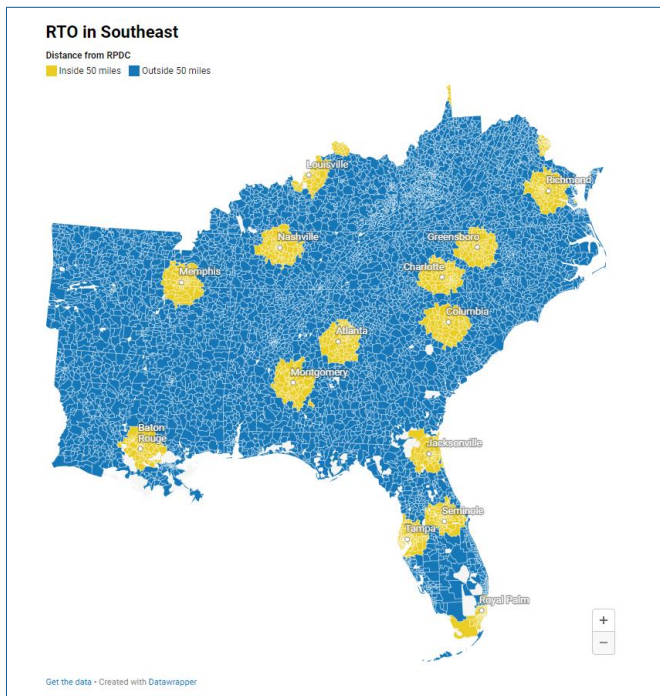 RTO in Southeast
Distance from RPDC
Inside 50 miles Outside 50 miles
Louisville
Richmond
Nashville
Greensboro
Memphis
Charlotte
Columbia
Atlanta
Montgomery
Baton
Rouge
Jacksonville
Seminole
Tampa
Royal Palm
+
−
Get the data • Created with Datawrapper